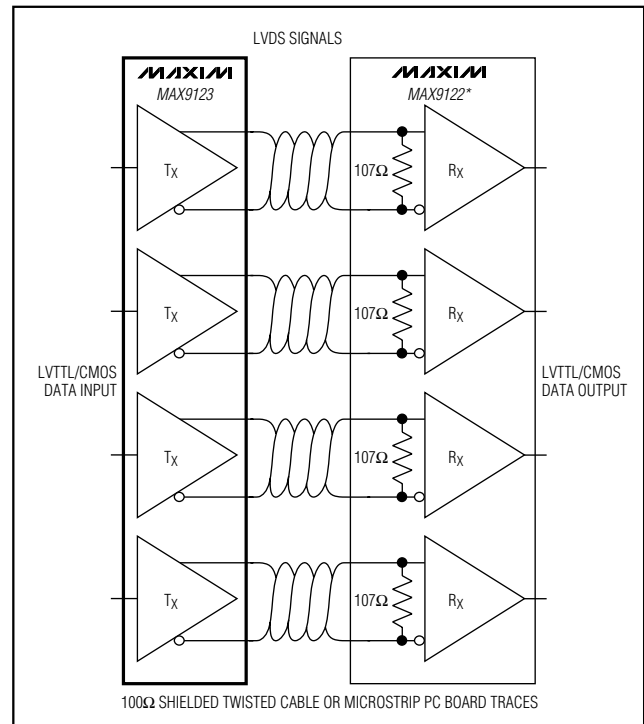 LVDS SIGNALS
MAXIM
MAX9123
MAXIM
MAX9122*
TX
107Ω
RX
TX
107Ω
RX
LVTTL/CMOS
DATA INPUT
LVTTL/CMOS
DATA OUTPUT
TX
107Ω
RX
TX
107Ω
RX
100Ω SHIELDED TWISTED CABLE OR MICROSTRIP PC BOARD TRACES